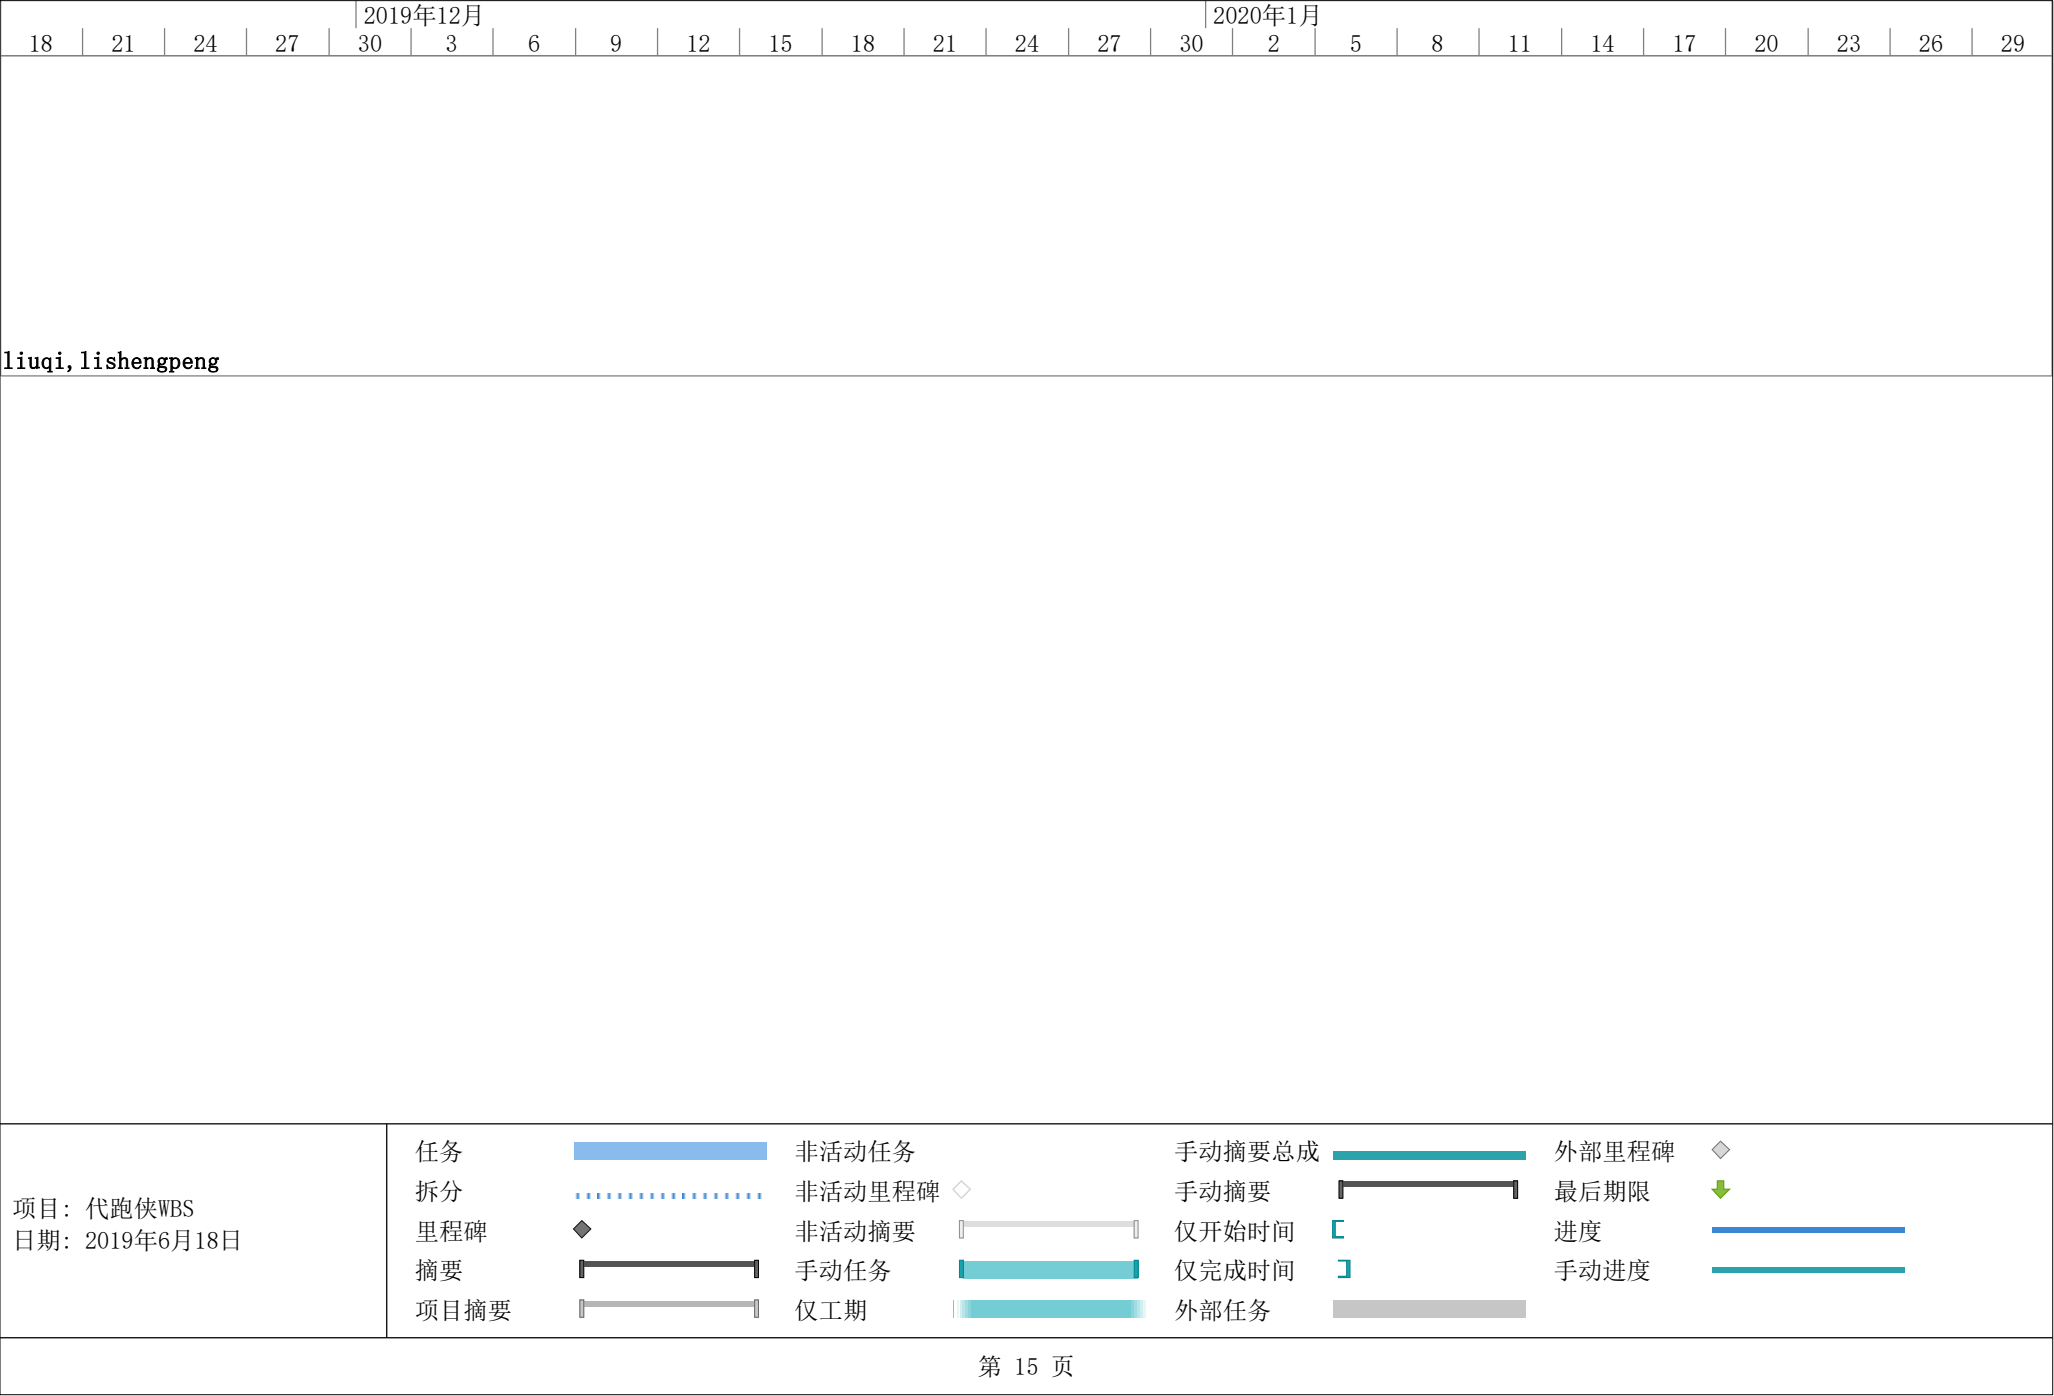 2019年12月 2020年1月
18 21 24 27 30 3 6 9 12 15 18 21 24 27 30 2 5 8 11 14 17 20 23 26 29
liuqi,lishengpeng
项目: 代跑侠WBS
日期: 2019年6月18日
任务 非活动任务 手动摘要总成 外部里程碑
拆分 非活动里程碑 手动摘要 最后期限
里程碑 非活动摘要 仅开始时间 进度
摘要 手动任务 仅完成时间 手动进度
项目摘要 仅工期 外部任务
第 15 页